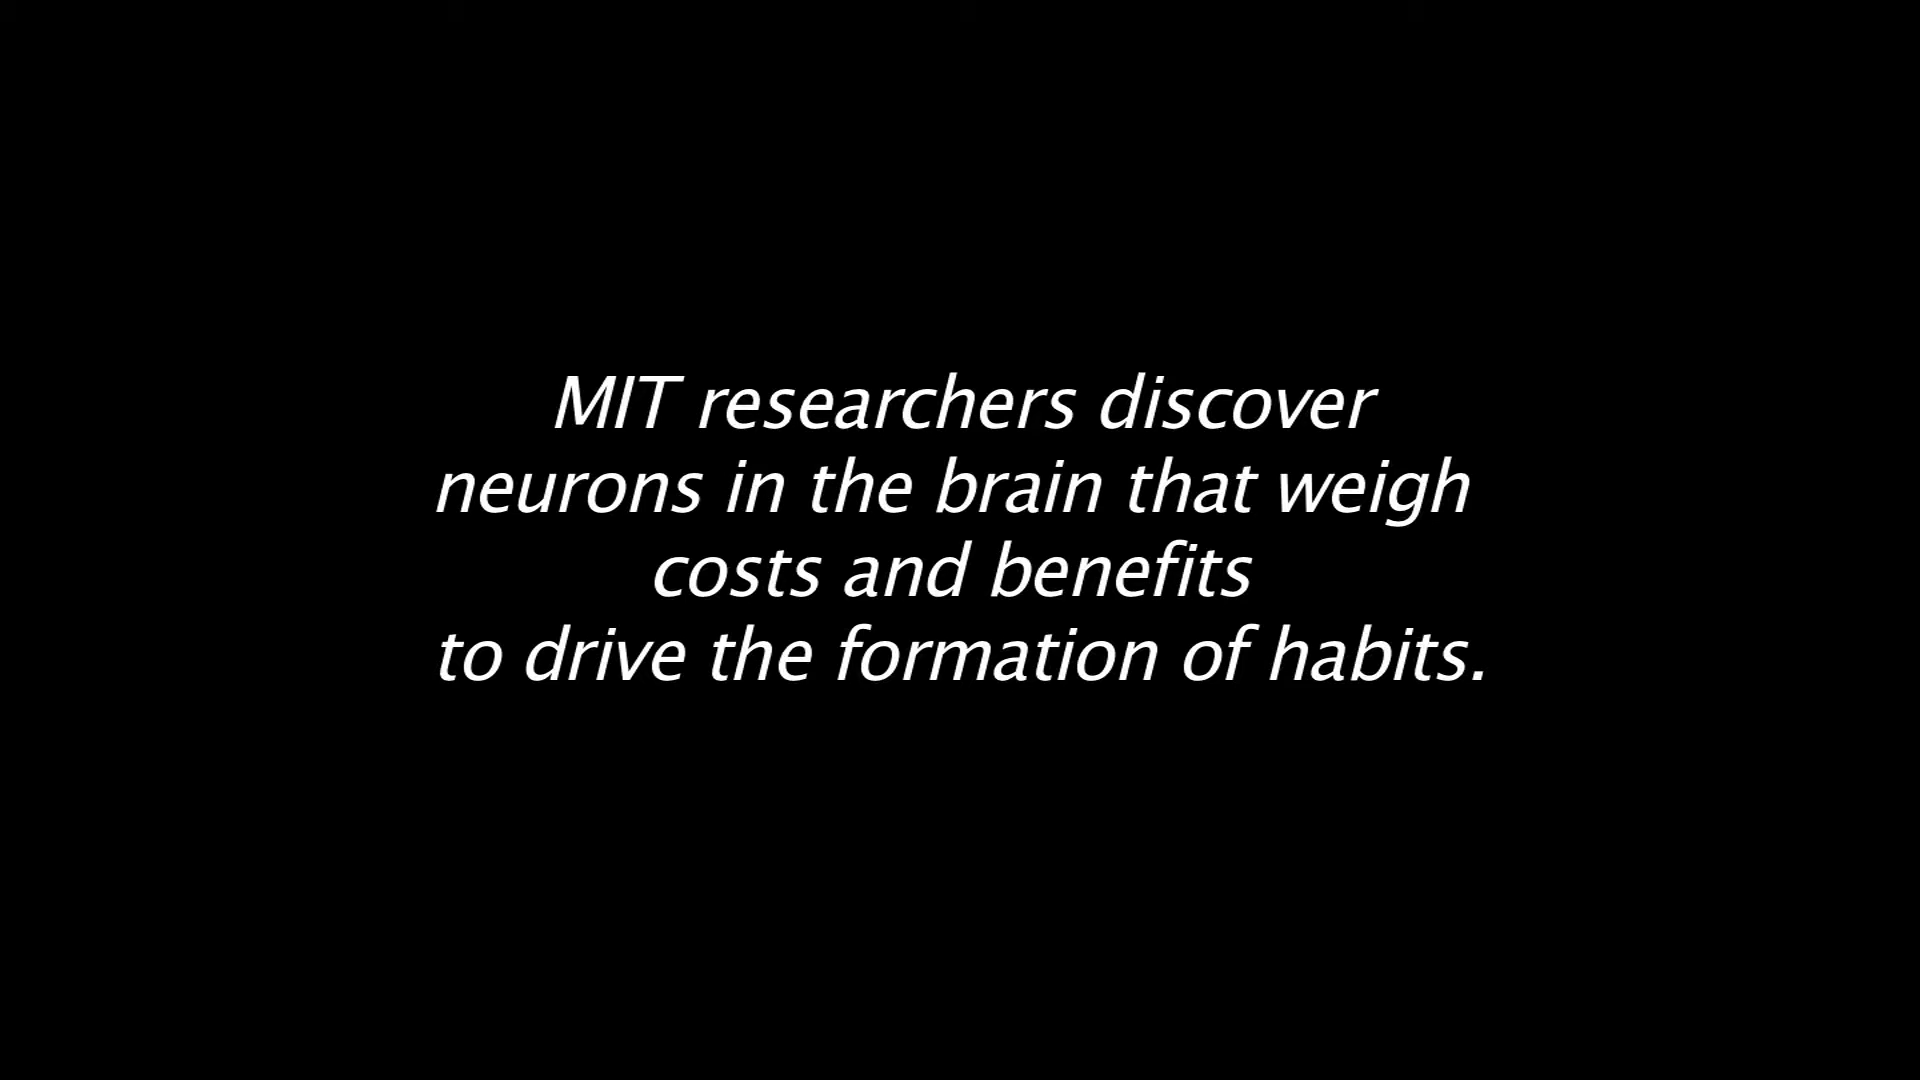 MIT researchers discover
neurons in the brain that weigh
costs and benefits
to drive the formation of habits.